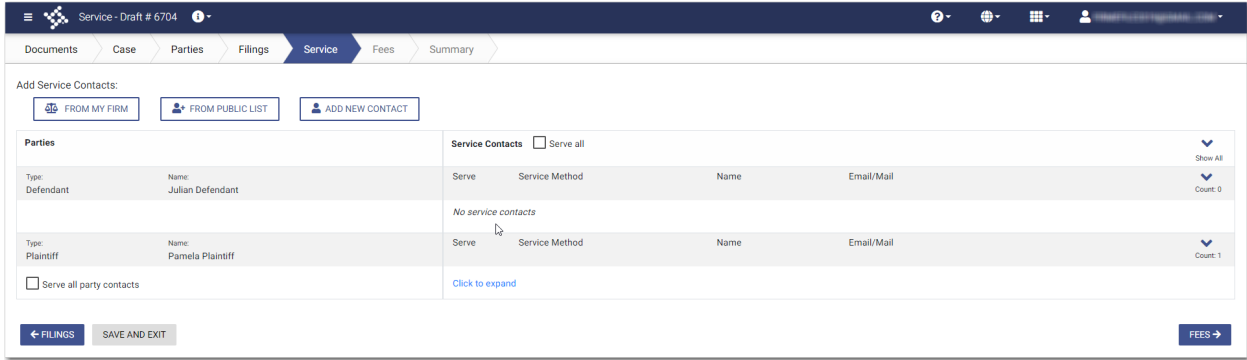 Service - Draft # 6704
Documents Case Parties Filings Service Fees Summary
Add Service Contacts:
FROM MY FIRM FROM PUBLIC LIST ADD NEW CONTACT
Parties Service Contacts Serve all
Show All
Type: Name: Serve Service Method Name Email/Mail
Defendant Julian Defendant Count: 0
No service contacts
Type: Name: Serve Service Method Name Email/Mail
Plaintiff Pamela Plaintiff Count: 1
Serve all party contacts Click to expand
FILINGS SAVE AND EXIT FEES